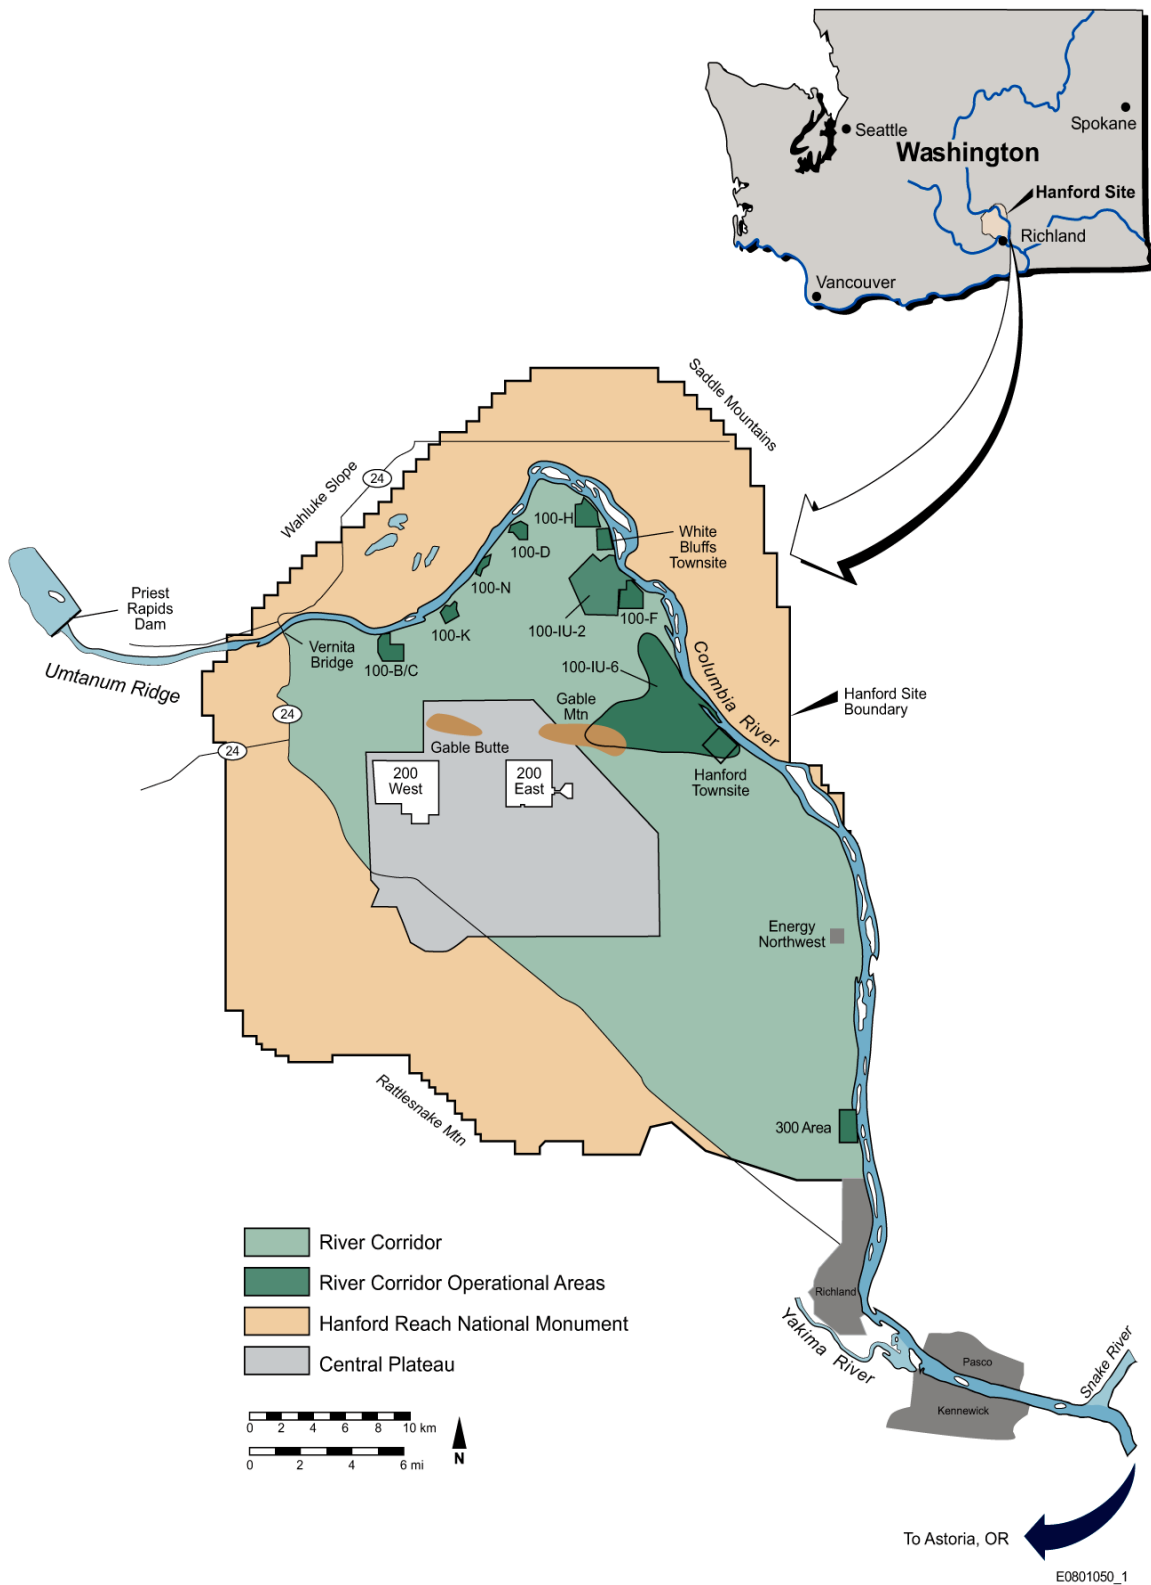 Seattle
Spokane
Washington
Hanford Site
Richland
Vancouver
Saddle Mountains
Wahluke Slope
24
100-H
White
Bluffs
Townsite
100-D
100-N
Priest
Rapids
Dam
100-F
100-IU-2
100-K
Vernita
Bridge
100-B/C
100-IU-6
Umtanum Ridge
Columbia River
Gable
Mtn
Hanford Site
Boundary
24
24
Gable Butte
200
West
200
East
Hanford
Townsite
Energy
Northwest
Rattlesnake Mtn
300 Area
River Corridor
River Corridor Operational Areas
Hanford Reach National Monument
Central Plateau
Richland
Yakima River
Pasco
Kennewick
Snake River
0 2 4 6 8 10 km
0 2 4 6 mi
N
To Astoria, OR
E0801050_1